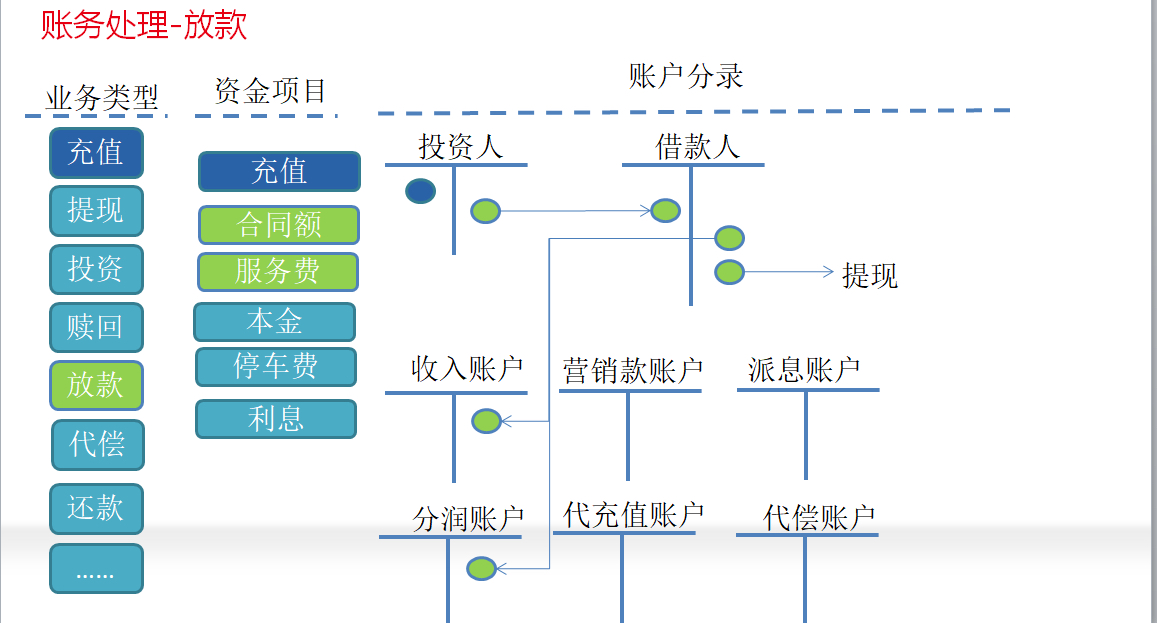 账务处理-放款
业务类型
资金项目
账户分录
充值
提现
投资
赎回
放款
代偿
还款
......
充值
合同额
服务费
本金
停车费
利息
投资人
借款人
提现
收入账户
营销款账户
派息账户
分润账户
代充值账户
代偿账户